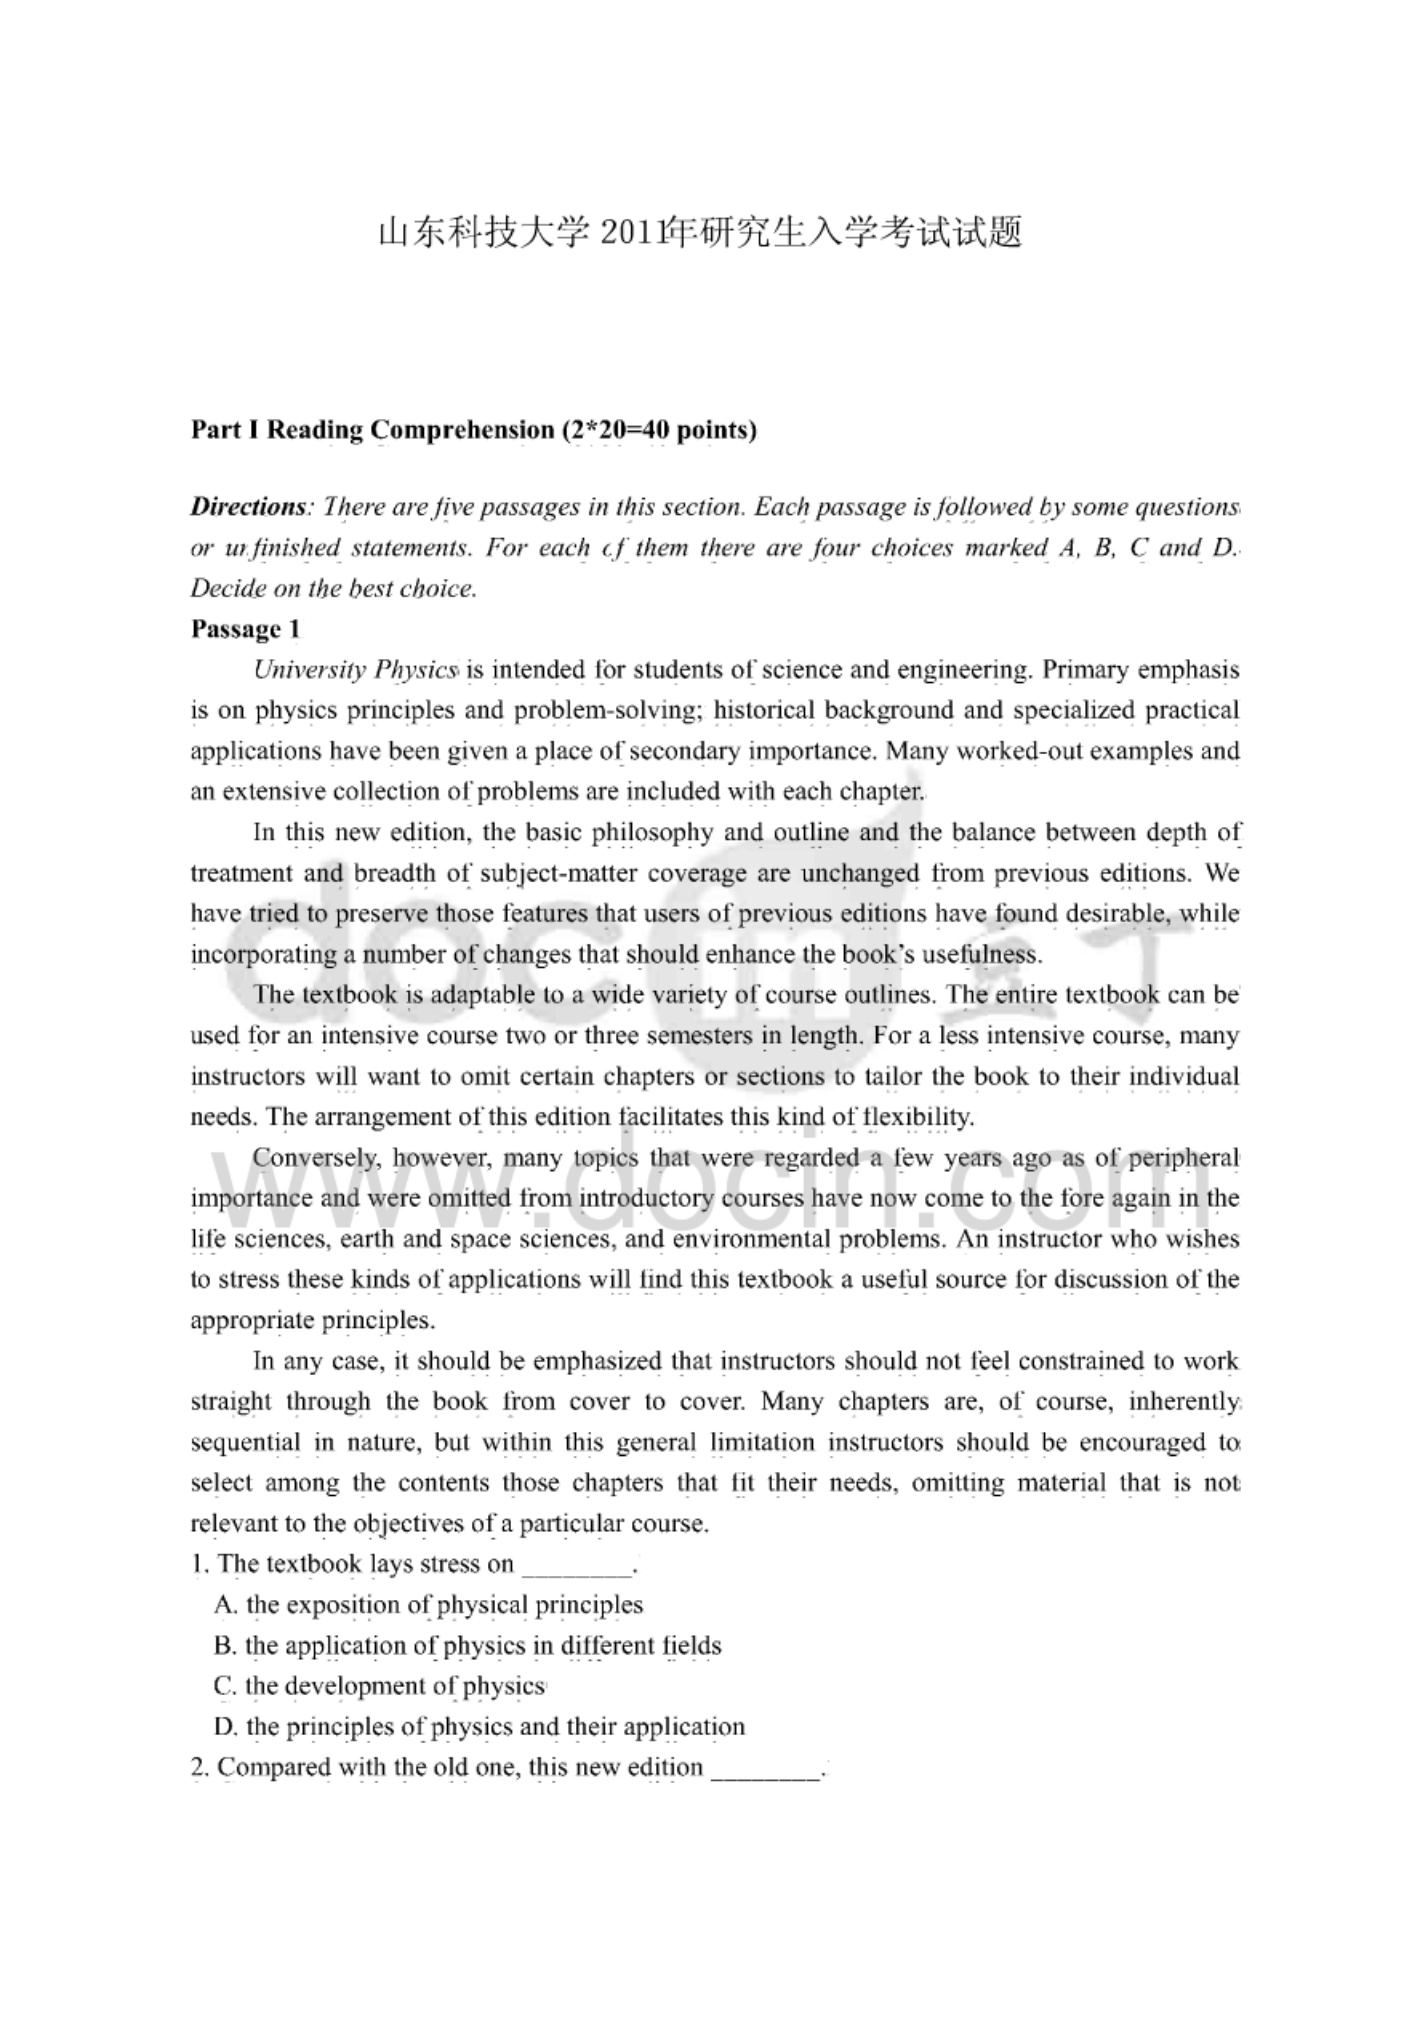 山东科技大学 2011年研究生入学考试试题
Part I Reading Comprehension (2*20=40 points)
Directions: There are five passages in this section. Each passage is followed by some questions
or unfinished statements. For each of them there are four choices marked A, B, C and D.
Decide on the best choice.
Passage 1
University Physics is intended for students of science and engineering. Primary emphasis
is on physics principles and problem-solving; historical background and specialized practical
applications have been given a place of secondary importance. Many worked-out examples and
an extensive collection of problems are included with each chapter.
In this new edition, the basic philosophy and outline and the balance between depth of
treatment and breadth of subject-matter coverage are unchanged from previous editions. We
have tried to preserve those features that users of previous editions have found desirable, while
incorporating a number of changes that should enhance the book's usefulness.
The textbook is adaptable to a wide variety of course outlines. The entire textbook can be
used for an intensive course two or three semesters in length. For a less intensive course, many
instructors will want to omit certain chapters or sections to tailor the book to their individual
needs. The arrangement of this edition facilitates this kind of flexibility.
Conversely, however, many topics that were regarded a few years ago as of peripheral
importance and were omitted from introductory courses have now come to the fore again in the
life sciences, earth and space sciences, and environmental problems. An instructor who wishes
to stress these kinds of applications will find this textbook a useful source for discussion of the
appropriate principles.
In any case, it should be emphasized that instructors should not feel constrained to work
straight through the book from cover to cover. Many chapters are, of course, inherently
sequential in nature, but within this general limitation instructors should be encouraged to
select among the contents those chapters that fit their needs, omitting material that is not
relevant to the objectives of a particular course.
1. The textbook lays stress on ________.
A. the exposition of physical principles
B. the application of physics in different fields
C. the development of physics
D. the principles of physics and their application
2. Compared with the old one, this new edition ________.
docin 豆丁
www.docin.com